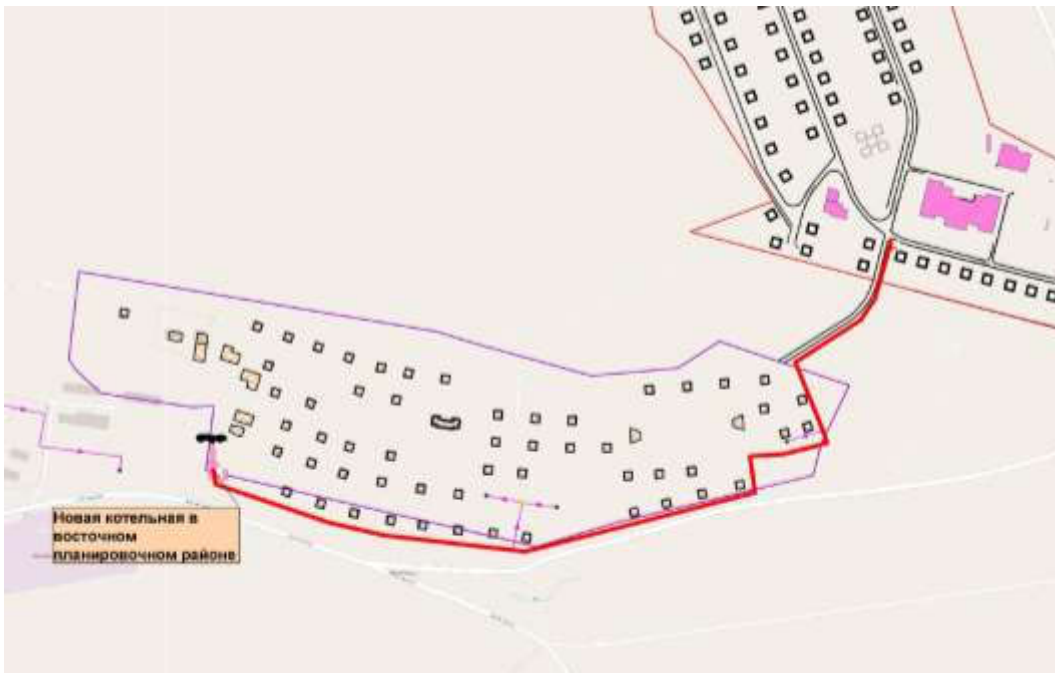 Новая котельная в
восточном
планировочном районе